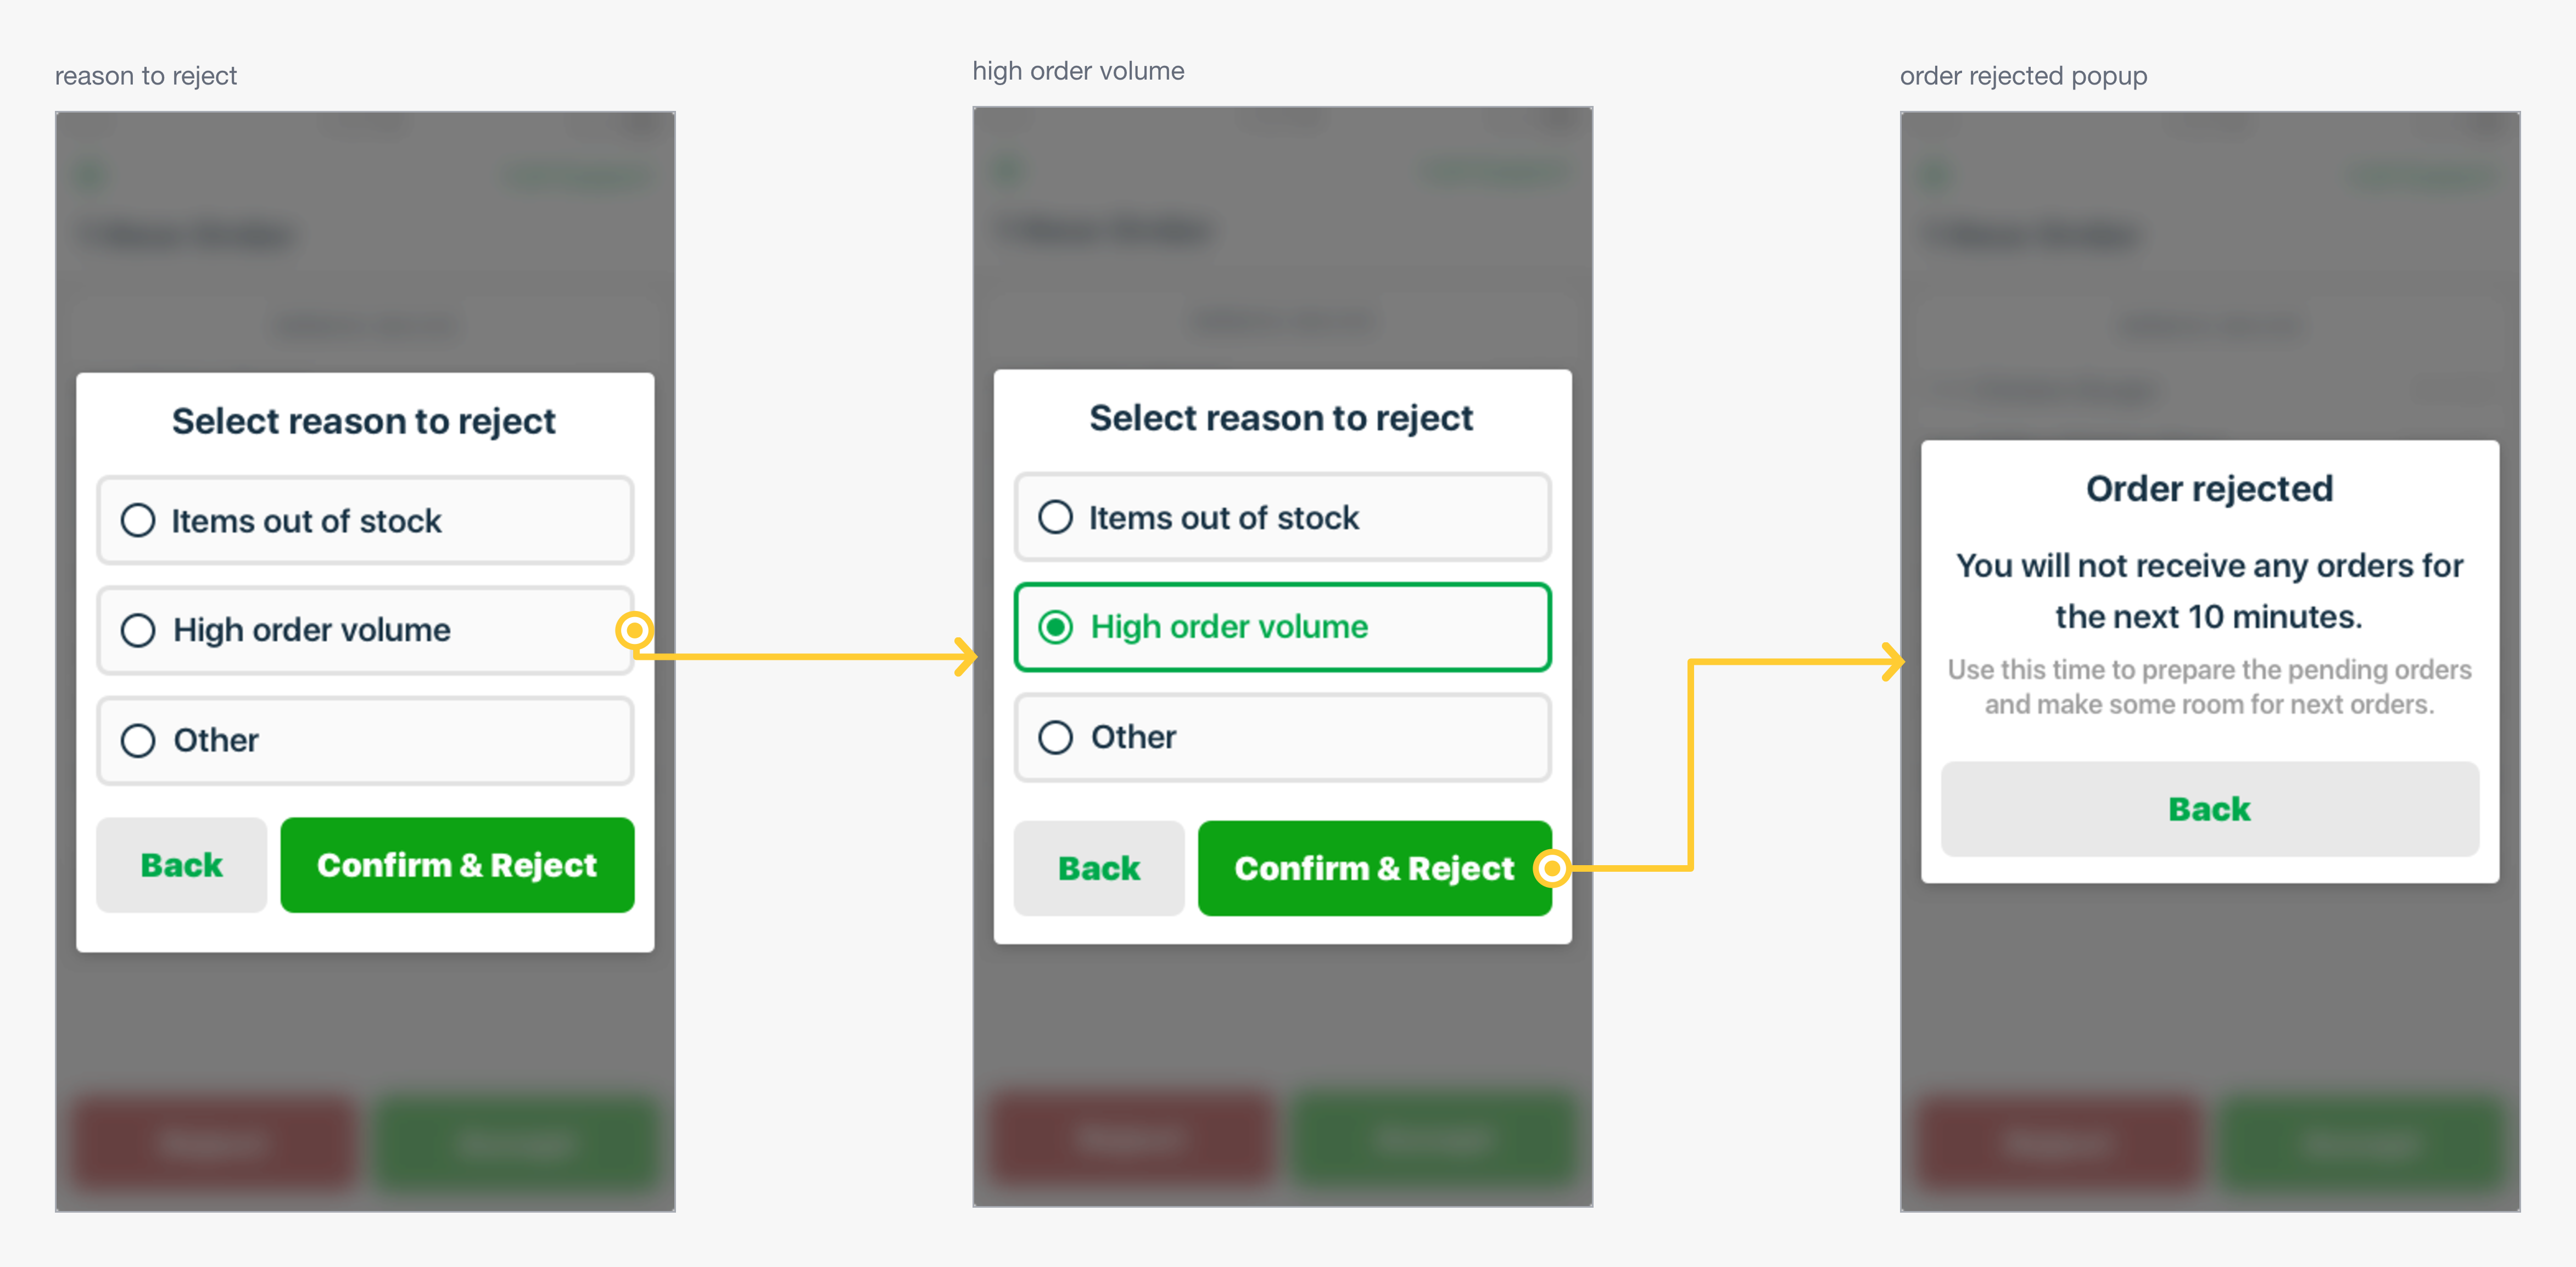 reason to reject
Select reason to reject
Items out of stock
High order volume
Other
Back
Confirm & Reject
high order volume
Select reason to reject
Items out of stock
High order volume
Other
Back
Confirm & Reject
order rejected popup
Order rejected
You will not receive any orders for
the next 10 minutes.
Use this time to prepare the pending orders
and make some room for next orders.
Back